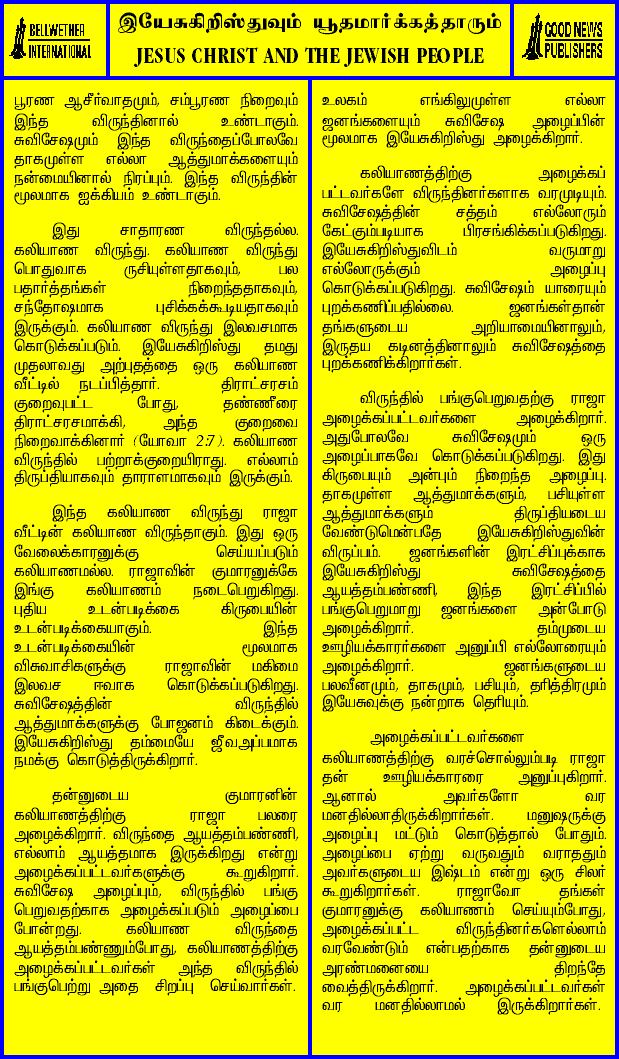 BELLWETHER
INTERNATIONAL
இயேசுகிறிஸ்துவும் யூதமார்க்கத்தாரும்
JESUS CHRIST AND THE JEWISH PEOPLE
GOOD NEWS
PUBLISHERS
பூரண ஆசீர்வாதமும், சம்பூரண நிறைவும்
இந்த விருந்தினால் உண்டாகும்.
சுவிசேஷமும் இந்த விருந்தைப்போலவே
தாகமுள்ள எல்லா ஆத்துமாக்களையும்
நன்மையினால் நிரப்பும். இந்த விருந்தின்
மூலமாக ஐக்கியம் உண்டாகும்.
இது சாதாரண விருந்தல்ல.
கலியாண விருந்து. கலியாண விருந்து
பொதுவாக ருசியுள்ளதாகவும், பல
பதார்த்தங்கள் நிறைந்ததாகவும்,
சந்தோஷமாக புசிக்கக்கூடியதாகவும்
இருக்கும். கலியாண விருந்து இலவசமாக
கொடுக்கப்படும். இயேசுகிறிஸ்து தமது
முதலாவது அற்புதத்தை ஒரு கலியாண
வீட்டில் நடப்பித்தார். திராட்சரசம்
குறைவுபட்ட போது, தண்ணீரை
திராட்சரசமாக்கி, அந்த குறைவை
நிறைவாக்கினார் (யோவா 2:7). கலியாண
விருந்தில் பற்றாக்குறையிராது. எல்லாம்
திருப்தியாகவும் தாராளமாகவும் இருக்கும்.
இந்த கலியாண விருந்து ராஜா
வீட்டின் கலியாண விருந்தாகும். இது ஒரு
வேலைக்காரனுக்கு செய்யப்படும்
கலியாணமல்ல. ராஜாவின் குமாரனுக்கே
இங்கு கலியாணம் நடைபெறுகிறது.
புதிய உடன்படிக்கை கிருபையின்
உடன்படிக்கையாகும். இந்த
உடன்படிக்கையின் மூலமாக
விசுவாசிகளுக்கு ராஜாவின் மகிமை
இலவச ஈவாக கொடுக்கப்படுகிறது.
சுவிசேஷத்தின் விருந்தில்
ஆத்துமாக்களுக்கு போஜனம் கிடைக்கும்.
இயேசுகிறிஸ்து தம்மையே ஜீவஅப்பமாக
நமக்கு கொடுத்திருக்கிறார்.
தன்னுடைய குமாரனின்
கலியாணத்திற்கு ராஜா பலரை
அழைக்கிறார். விருந்தை ஆயத்தம்பண்ணி,
எல்லாம் ஆயத்தமாக இருக்கிறது என்று
அழைக்கப்பட்டவர்களுக்கு கூறுகிறார்.
சுவிசேஷ அழைப்பும், விருந்தில் பங்கு
பெறுவதற்காக அழைக்கப்படும் அழைப்பை
போன்றது. கலியாண விருந்தை
ஆயத்தம்பண்ணும்போது, கலியாணத்திற்கு
அழைக்கப்பட்டவர்கள் அந்த விருந்தில்
பங்குபெற்று அதை சிறப்பு செய்வார்கள்.
உலகம் எங்கிலுமுள்ள எல்லா
ஜனங்களையும் சுவிசேஷ அழைப்பின்
மூலமாக இயேசுகிறிஸ்து அழைக்கிறார்.
கலியாணத்திற்கு அழைக்கப்
பட்டவர்களே விருந்தினர்களாக வரமுடியும்.
சுவிசேஷத்தின் சத்தம் எல்லோரும்
கேட்கும்படியாக பிரசங்கிக்கப்படுகிறது.
இயேசுகிறிஸ்துவிடம் வருமாறு
எல்லோருக்கும் அழைப்பு
கொடுக்கப்படுகிறது. சுவிசேஷம் யாரையும்
புறக்கணிப்பதில்லை. ஜனங்கள்தான்
தங்களுடைய அறியாமையினாலும்,
இருதய கடினத்தினாலும் சுவிசேஷத்தை
புறக்கணிக்கிறார்கள்.
விருந்தில் பங்குபெறுவதற்கு ராஜா
அழைக்கப்பட்டவர்களை அழைக்கிறார்.
அதுபோலவே சுவிசேஷமும் ஒரு
அழைப்பாகவே கொடுக்கப்படுகிறது. இது
கிருபையும் அன்பும் நிறைந்த அழைப்பு.
தாகமுள்ள ஆத்துமாக்களும், பசியுள்ள
ஆத்துமாக்களும் திருப்தியடைய
வேண்டுமென்பதே இயேசுகிறிஸ்துவின்
விருப்பம். ஜனங்களின் இரட்சிப்புக்காக
இயேசுகிறிஸ்து சுவிசேஷத்தை
ஆயத்தம்பண்ணி, இந்த இரட்சிப்பில்
பங்குபெறுமாறு ஜனங்களை அன்போடு
அழைக்கிறார். தம்முடைய
ஊழியக்காரர்களை அனுப்பி எல்லோரையும்
அழைக்கிறார். ஜனங்களுடைய
பலவீனமும், தாகமும், பசியும், தரித்திரமும்
இயேசுவுக்கு நன்றாக தெரியும்.
அழைக்கப்பட்டவர்களை
கலியாணத்திற்கு வரச்சொல்லும்படி ராஜா
தன் ஊழியக்காரரை அனுப்புகிறார்.
ஆனால் அவர்களோ வர
மனதில்லாதிருக்கிறார்கள். மனுஷருக்கு
அழைப்பு மட்டும் கொடுத்தால் போதும்.
அழைப்பை ஏற்று வருவதும் வராததும்
அவர்களுடைய இஷ்டம் என்று ஒரு சிலர்
கூறுகிறார்கள். ராஜாவோ தங்கள்
குமாரனுக்கு கலியாணம் செய்யும்போது,
அழைக்கப்பட்ட விருந்தினர்களெல்லாம்
வரவேண்டும் என்பதற்காக தன்னுடைய
அரண்மனையை திறந்தே
வைத்திருக்கிறார். அழைக்கப்பட்டவர்கள்
வர மனதில்லாமல் இருக்கிறார்கள்.